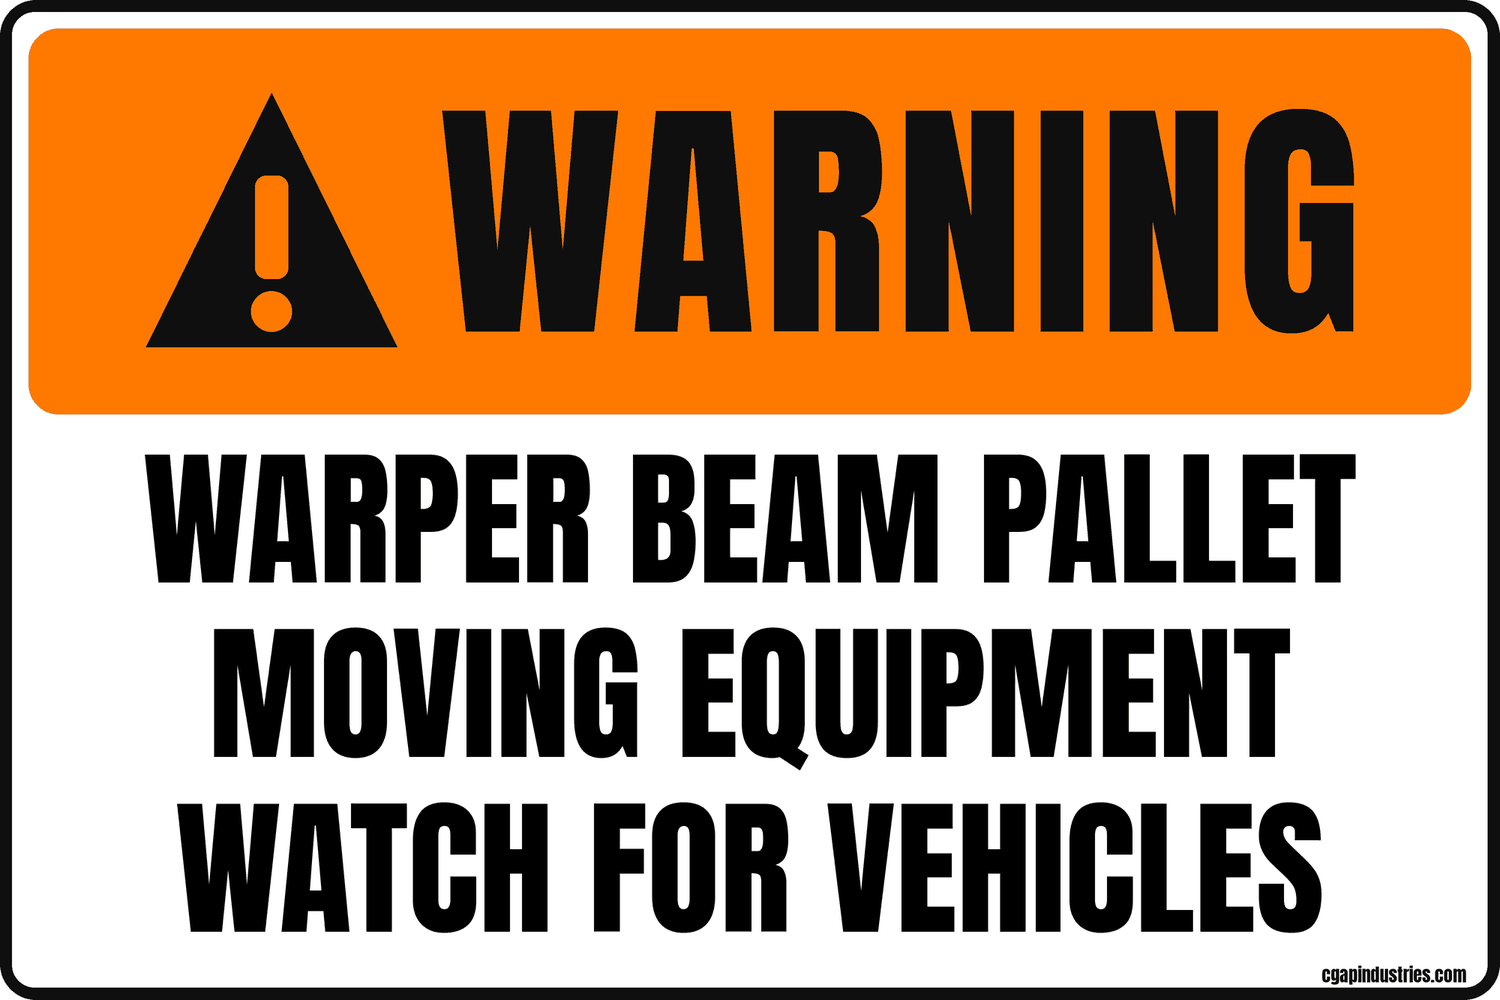 WARNING
WARPER BEAM PALLET
MOVING EQUIPMENT
WATCH FOR VEHICLES
cgapindustries.com